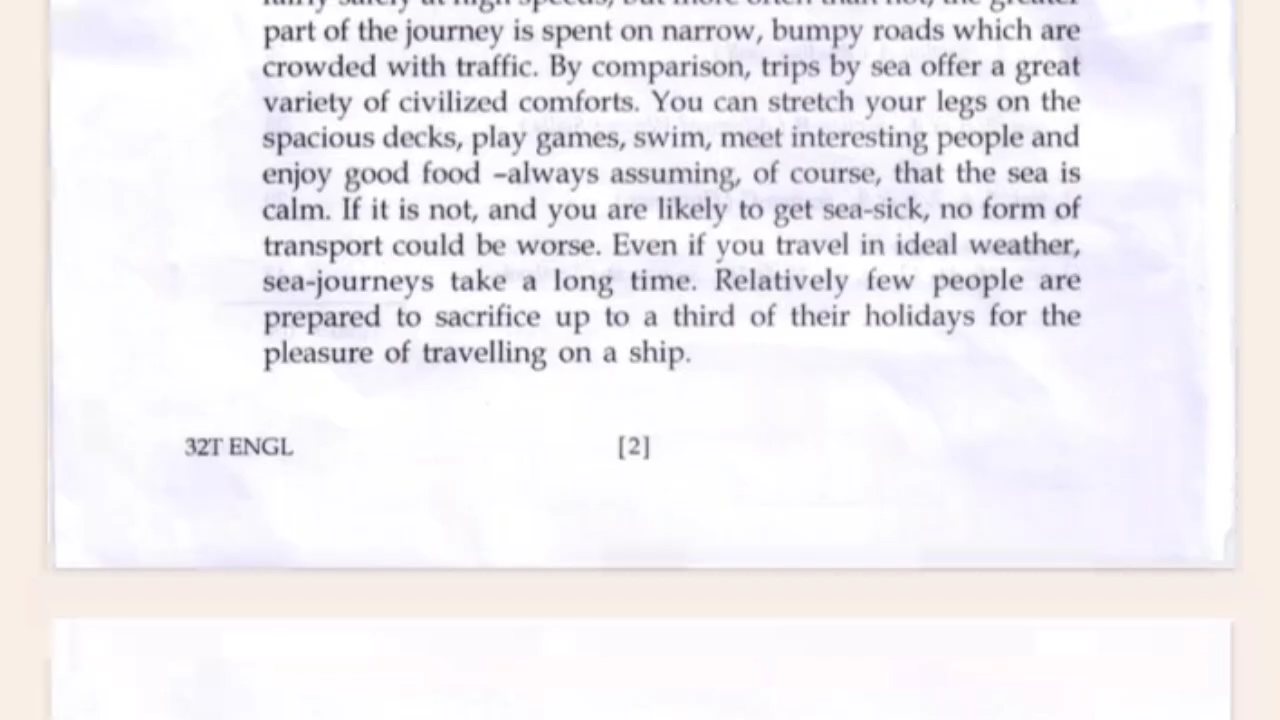 fairly safely at high speeds, but more often than not, the greater
part of the journey is spent on narrow, bumpy roads which are
crowded with traffic. By comparison, trips by sea offer a great
variety of civilized comforts. You can stretch your legs on the
spacious decks, play games, swim, meet interesting people and
enjoy good food –always assuming, of course, that the sea is
calm. If it is not, and you are likely to get sea-sick, no form of
transport could be worse. Even if you travel in ideal weather,
sea-journeys take a long time. Relatively few people are
prepared to sacrifice up to a third of their holidays for the
pleasure of travelling on a ship.
32T ENGL [2]